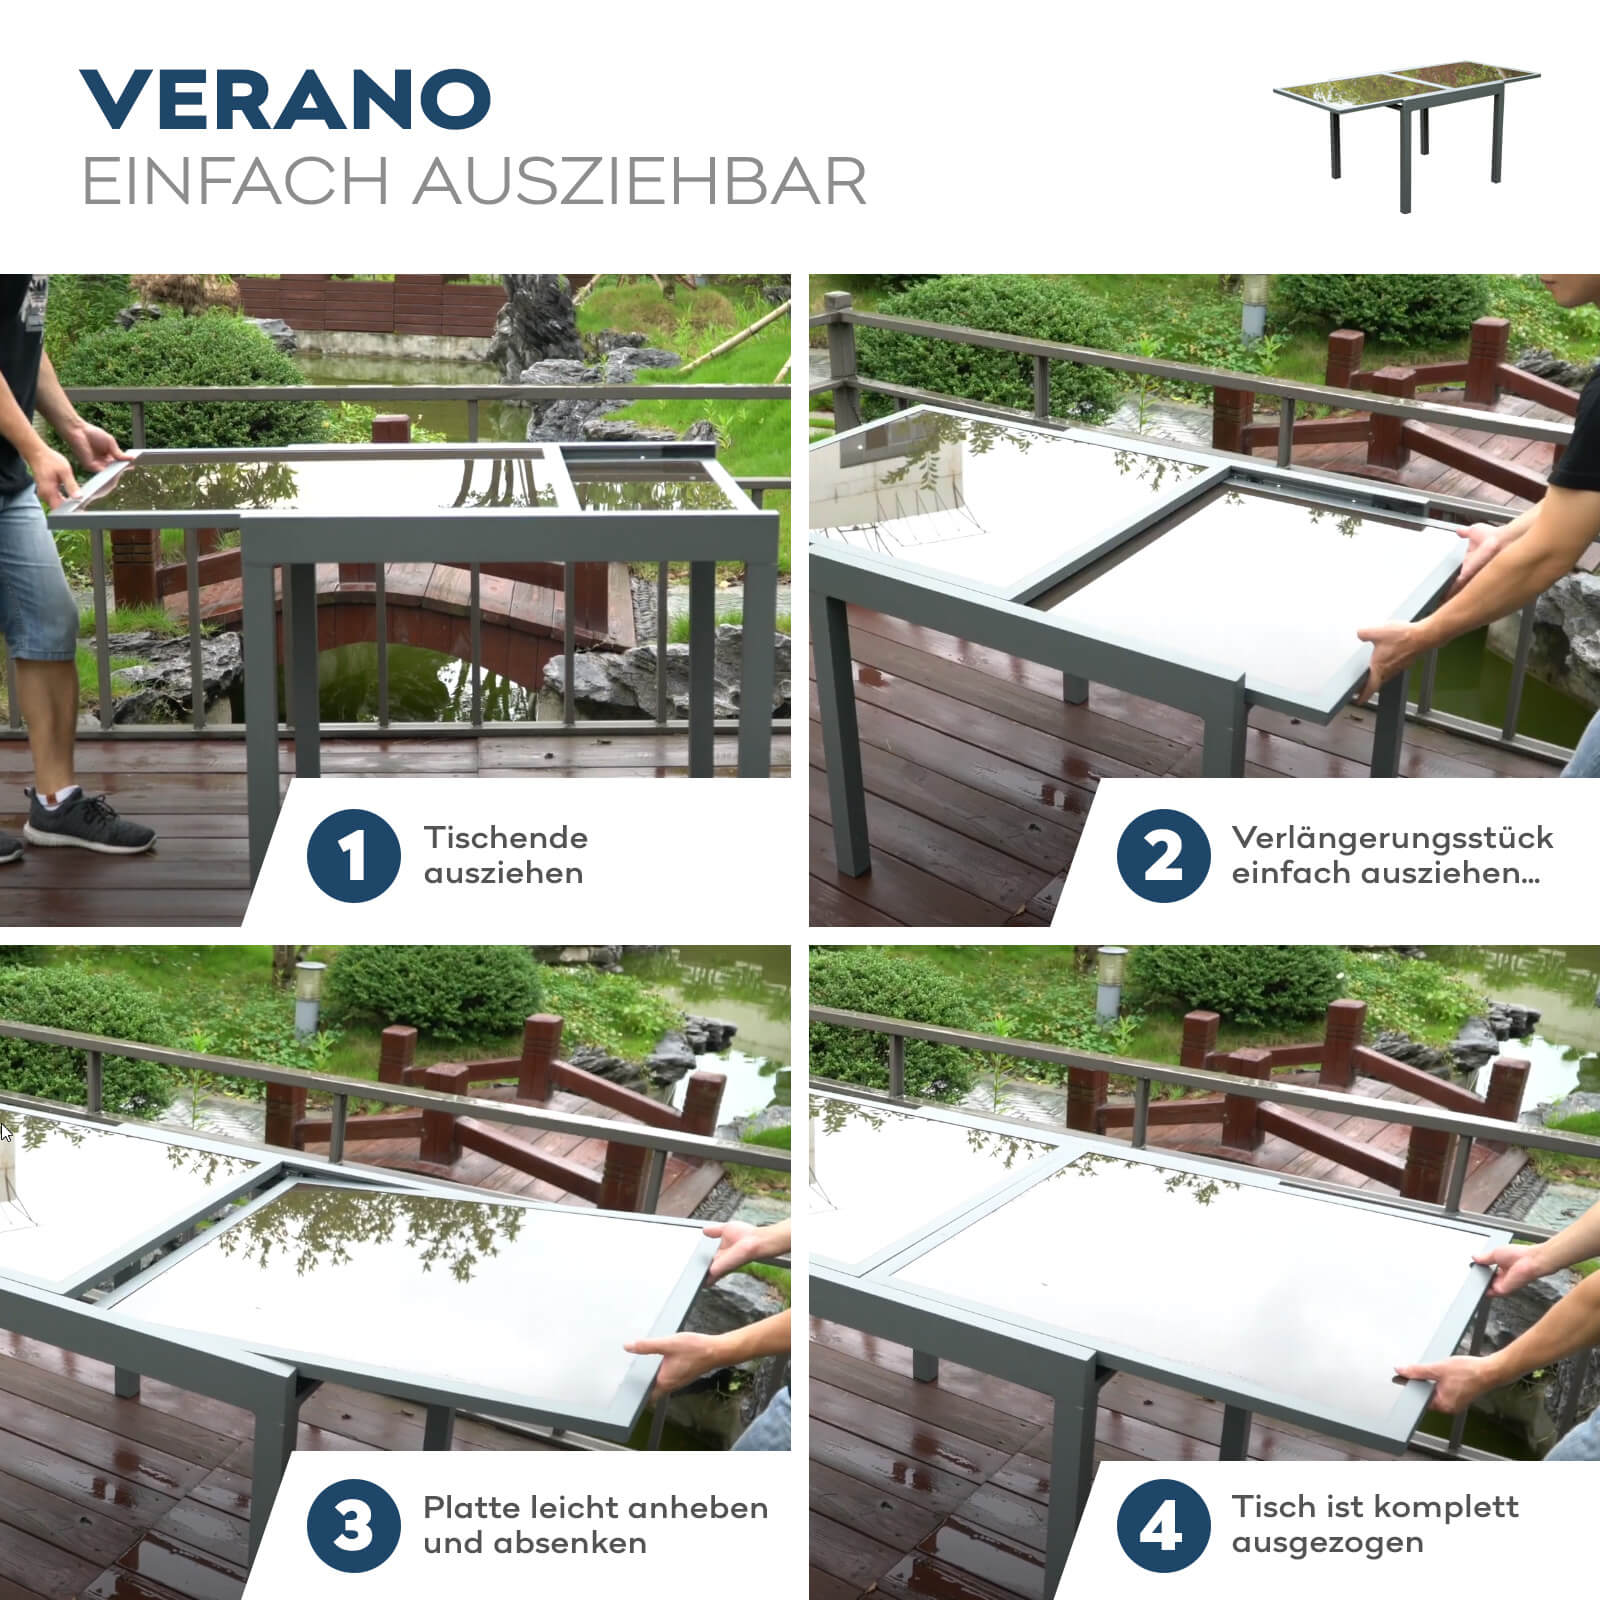 VERANO
EINFACH AUSZIEHBAR
1
Tischende
ausziehen
2
Verlängerungsstück
einfach ausziehen...
3
Platte leicht anheben
und absenken
4
Tisch ist komplett
ausgezogen